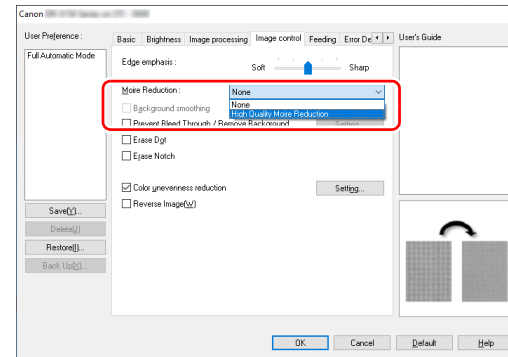 Canon
User Preference :
Full Automatic Mode
Save(Y)...
Delete(J)
Restore(I)...
Back Up(X)...
Basic Brightness Image processing Image control Feeding Error De
Edge emphasis :
Soft Sharp
Moire Reduction :
None
None
High Quality Moire Reduction
Background smoothing
Prevent Bleed Through / Remove Background
Setting...
Erase Dot
Erase Notch
Color unevenness reduction
Setting...
Reverse Image(W)
User's Guide
OK Cancel Default Help